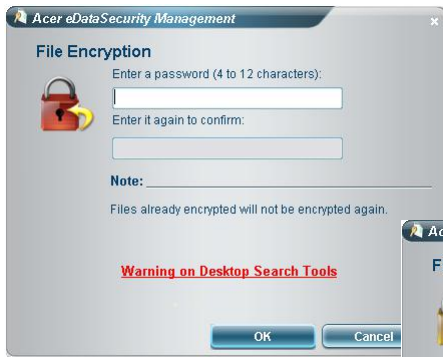 Acer eDataSecurity Management
File Encryption
Enter a password (4 to 12 characters):
Enter it again to confirm:
Note:
Files already encrypted will not be encrypted again.
Warning on Desktop Search Tools
OK
Cancel
Ac
F